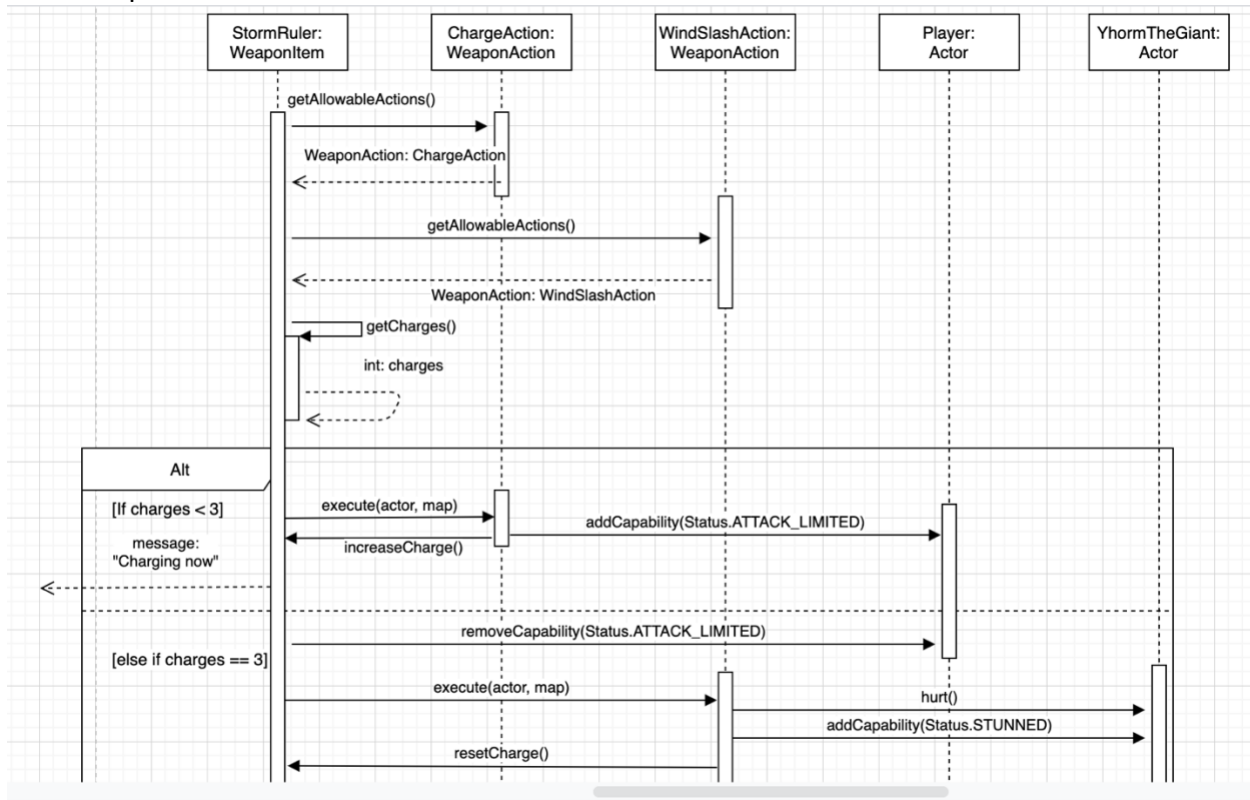 StormRuler:
WeaponItem
ChargeAction:
WeaponAction
WindSlashAction:
WeaponAction
Player:
Actor
YhormTheGiant:
Actor
getAllowableActions()
WeaponAction: ChargeAction
getAllowableActions()
WeaponAction: WindSlashAction
getCharges()
int: charges
Alt
[If charges < 3]
execute(actor, map)
addCapability(Status.ATTACK_LIMITED)
increaseCharge()
message:
"Charging now"
removeCapability(Status.ATTACK_LIMITED)
[else if charges == 3]
execute(actor, map)
hurt()
addCapability(Status.STUNNED)
resetCharge()